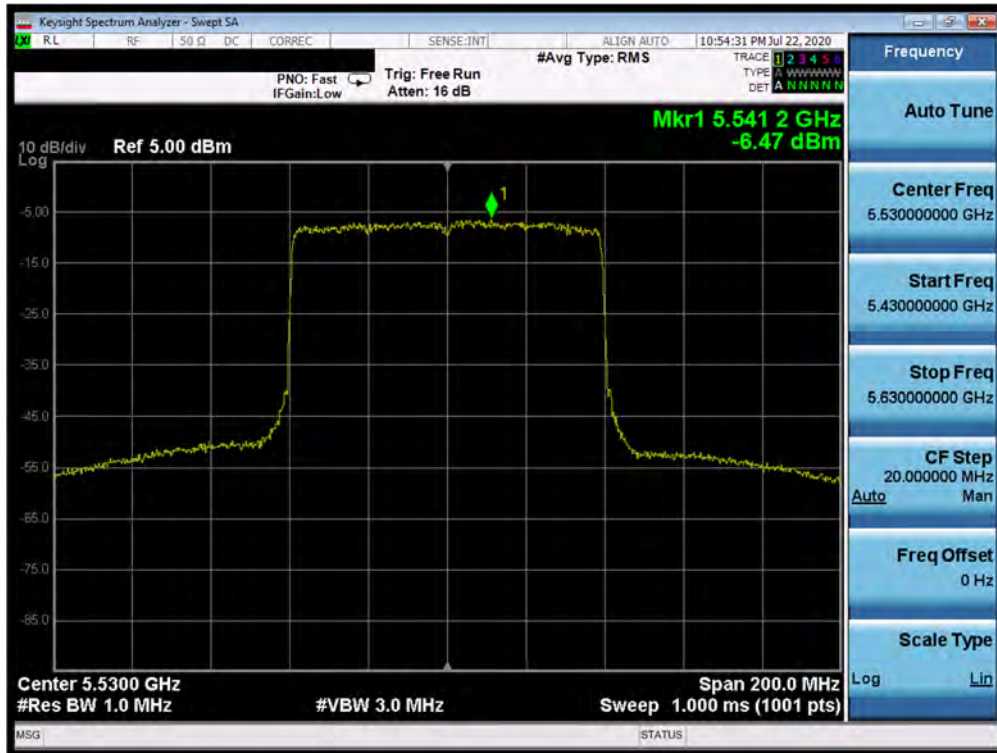 Keysight Spectrum Analyzer - Swept SA
LXI RL RF 50 Ω DC CORREC SENSE:INT ALIGN AUTO 10:54:31 PM Jul 22, 2020
#Avg Type: RMS
TRACE 1 2 3 4 5 6
PNO: Fast Trig: Free Run TYPE A WWWWW
IFGain:Low Atten: 16 dB DET A N N N N N
Mkr1 5.541 2 GHz
-6.47 dBm
10 dB/div Ref 5.00 dBm
Log
1
-5.00
-15.0
-25.0
-35.0
-45.0
-55.0
-65.0
-75.0
-85.0
Center 5.5300 GHz Span 200.0 MHz
#Res BW 1.0 MHz #VBW 3.0 MHz Sweep 1.000 ms (1001 pts)
MSG STATUS
Frequency
Auto Tune
Center Freq
5.530000000 GHz
Start Freq
5.430000000 GHz
Stop Freq
5.630000000 GHz
CF Step
20.000000 MHz
Auto Man
Freq Offset
0 Hz
Scale Type
Log Lin